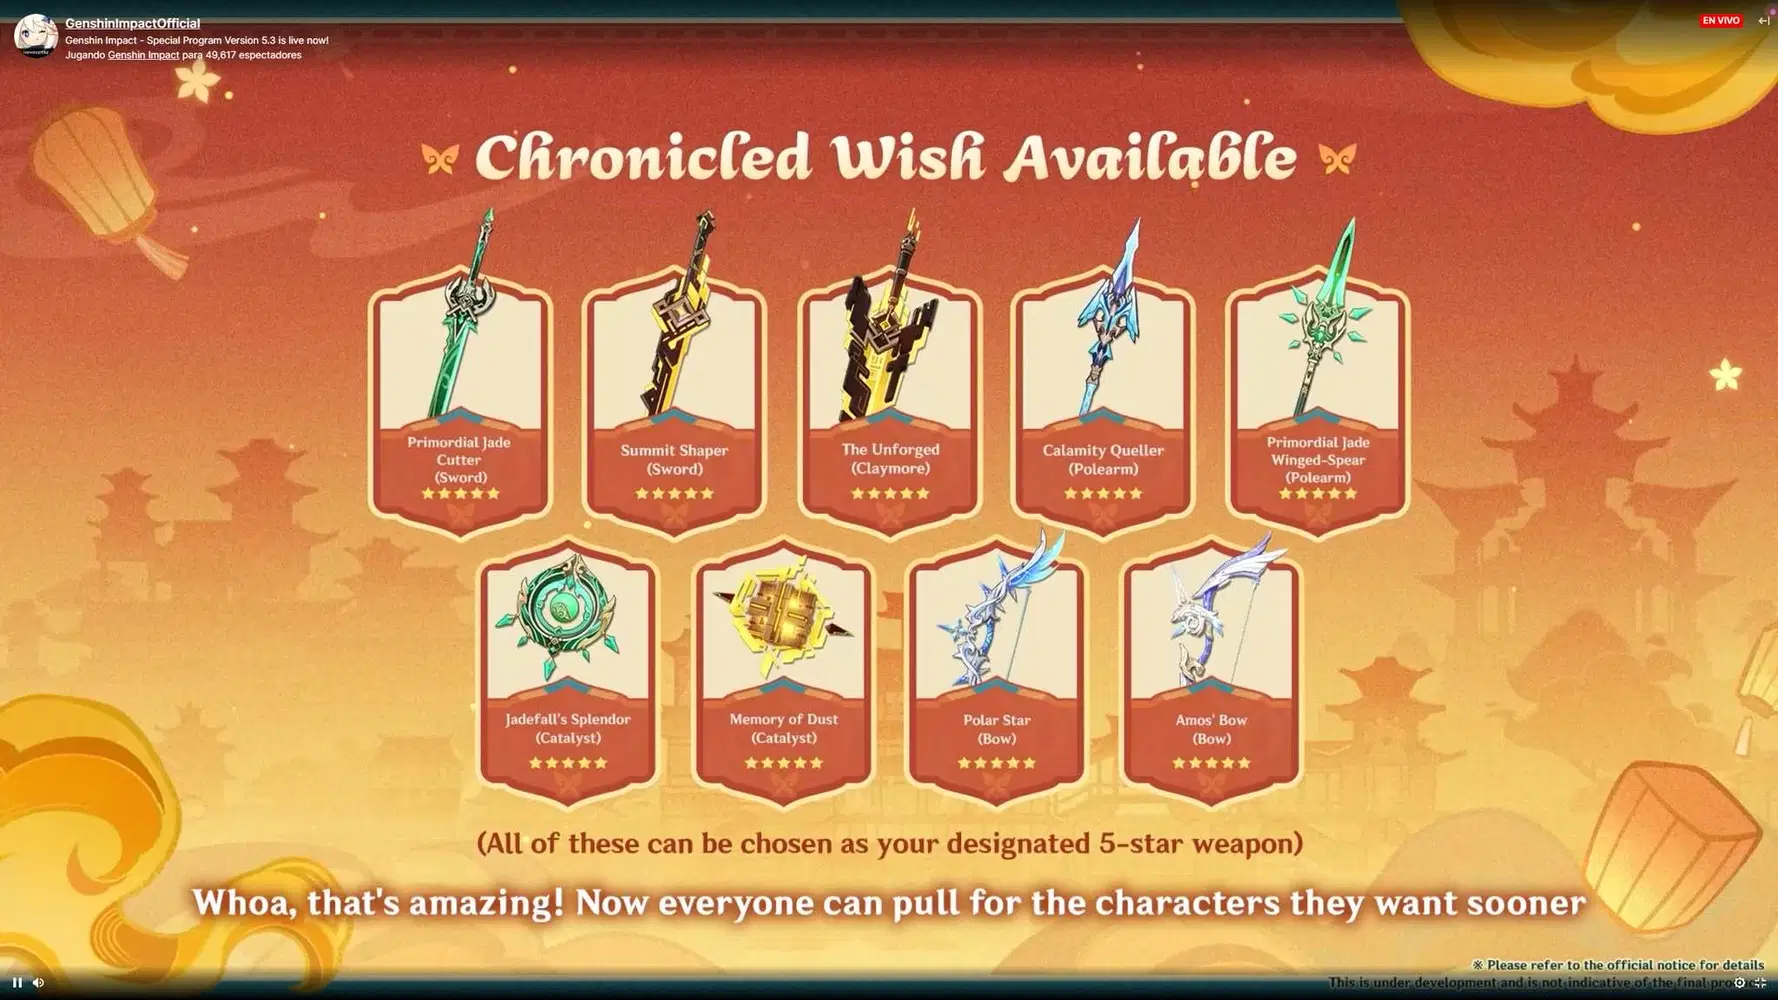 GenshinImpactOfficial
Genshin Impact - Special Program Version 5.3 is live now!
Jugando Genshin Impact para 49,617 espectadores
EN VIVO
Chronicled Wish Available
Primordial Jade
Cutter
(Sword)
Summit Shaper
(Sword)
The Unforged
(Claymore)
Calamity Queller
(Polearm)
Primordial Jade
Winged-Spear
(Polearm)
Jadefall's Splendor
(Catalyst)
Memory of Dust
(Catalyst)
Polar Star
(Bow)
Amos' Bow
(Bow)
(All of these can be chosen as your designated 5-star weapon)
Whoa, that's amazing! Now everyone can pull for the characters they want sooner
※ Please refer to the official notice for details
This is under development and is not indicative of the final